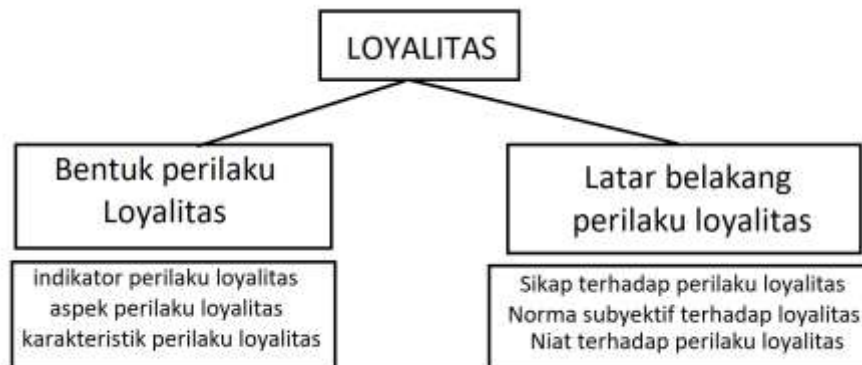 LOYALITAS
Bentuk perilaku
Loyalitas
indikator perilaku loyalitas
aspek perilaku loyalitas
karakteristik perilaku loyalitas
Latar belakang
perilaku loyalitas
Sikap terhadap perilaku loyalitas
Norma subyektif terhadap loyalitas
Niat terhadap perilaku loyalitas